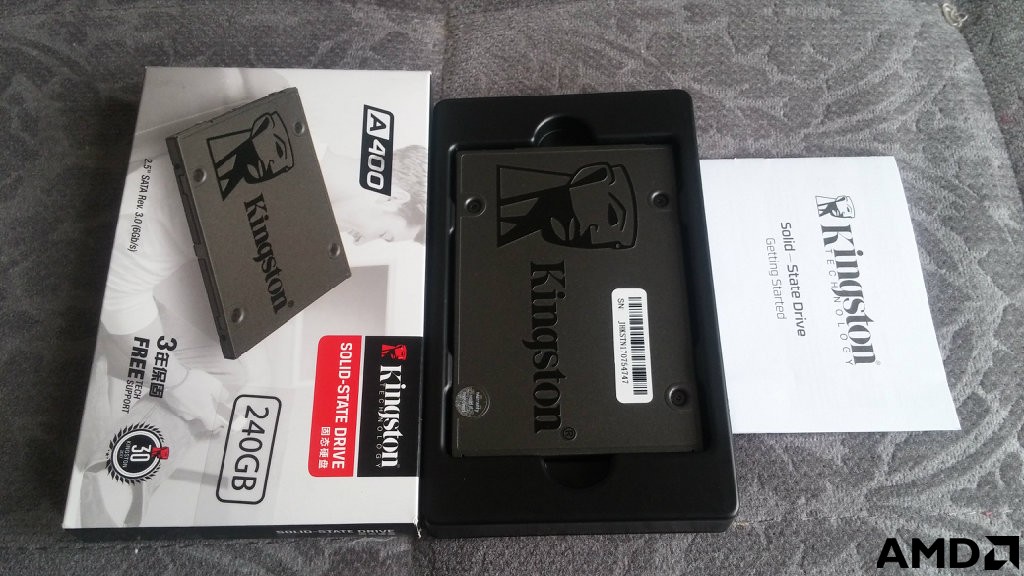 A400
Kingston
2.5" SATA Rev. 3.0 (6Gb/s)
3年保固
FREE TECH
SUPPORT
30
240GB
Kingston
TECHNOLOGY
SOLID-STATE DRIVE
固态硬盘
SOLID-STATE DRIVE
Kingston®
SN:
Kingston
TECHNOLOGY
Solid - State Drive
Getting Started
AMD